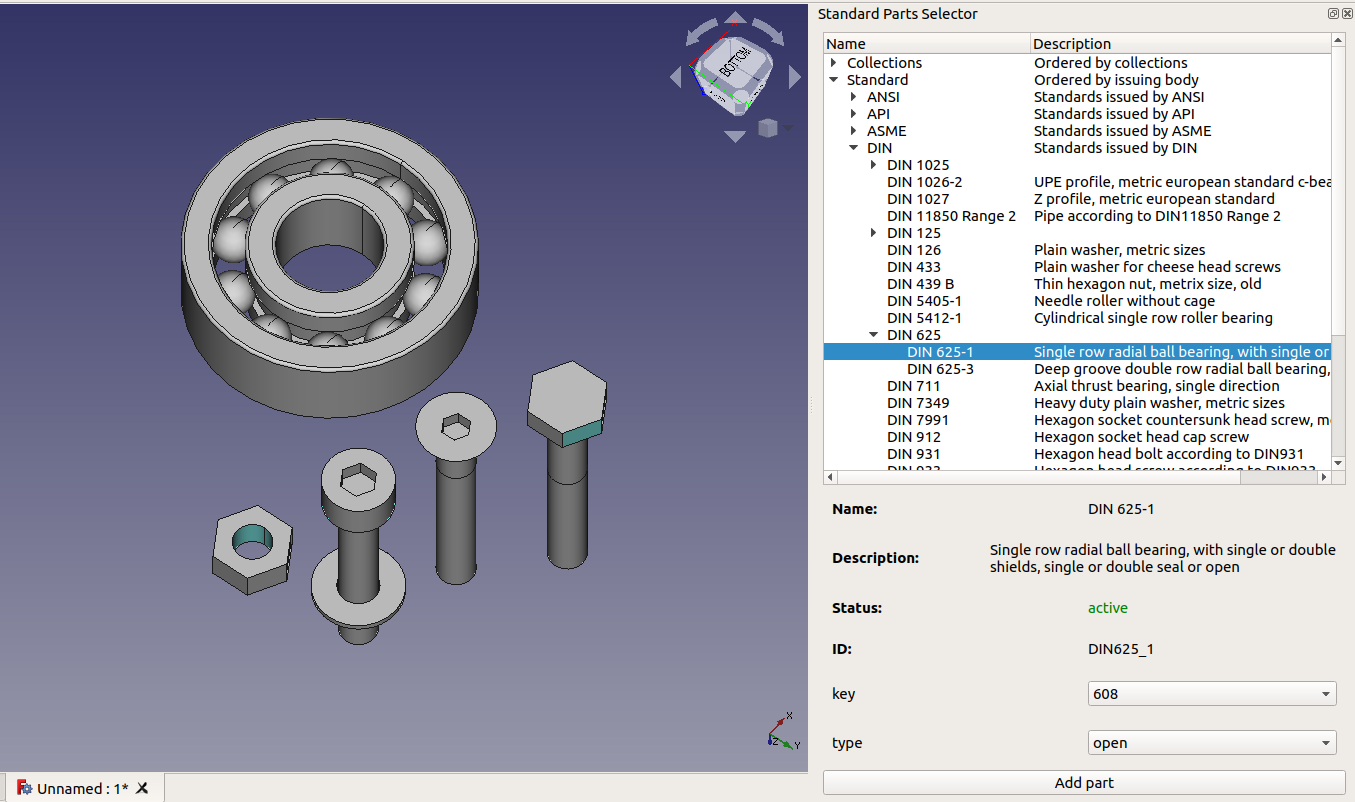 BOTTOM
X
Y
Z
Unnamed : 1*
Standard Parts Selector
Name Description
Collections Ordered by collections
Standard Ordered by issuing body
ANSI Standards issued by ANSI
API Standards issued by API
ASME Standards issued by ASME
DIN Standards issued by DIN
DIN 1025
DIN 1026-2 UPE profile, metric european standard c-bea
DIN 1027 Z profile, metric european standard
DIN 11850 Range 2 Pipe according to DIN11850 Range 2
DIN 125
DIN 126 Plain washer, metric sizes
DIN 433 Plain washer for cheese head screws
DIN 439 B Thin hexagon nut, metrix size, old
DIN 5405-1 Needle roller without cage
DIN 5412-1 Cylindrical single row roller bearing
DIN 625
DIN 625-1 Single row radial ball bearing, with single or
DIN 625-3 Deep groove double row radial ball bearing,
DIN 711 Axial thrust bearing, single direction
DIN 7349 Heavy duty plain washer, metric sizes
DIN 7991 Hexagon socket countersunk head screw, m
DIN 912 Hexagon socket head cap screw
DIN 931 Hexagon head bolt according to DIN931
DIN 933 Hexagon head screw according to DIN933
Name: DIN 625-1
Description: Single row radial ball bearing, with single or double
shields, single or double seal or open
Status: active
ID: DIN625_1
key 608
type open
Add part